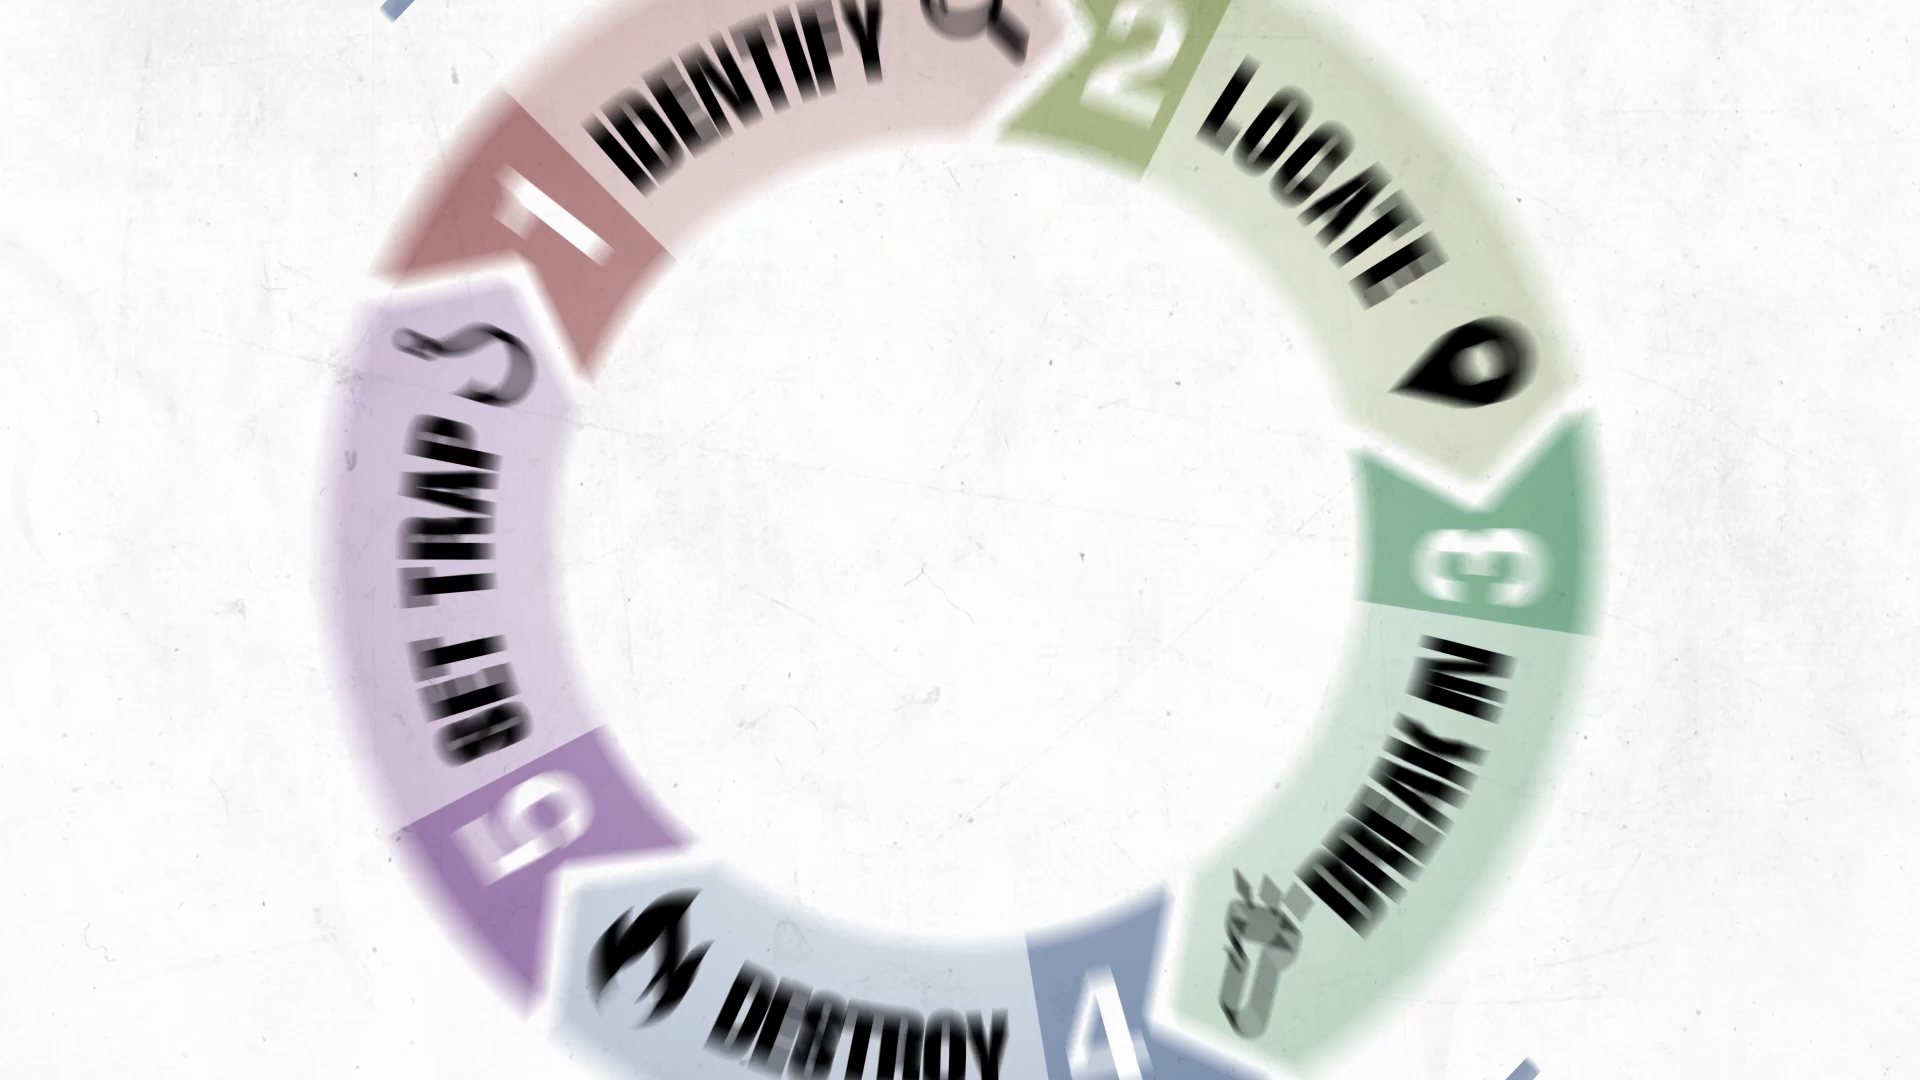 1 IDENTIFY
2 LOCATE
3 BREAK IN
4 DESTROY
5 SET TRAP